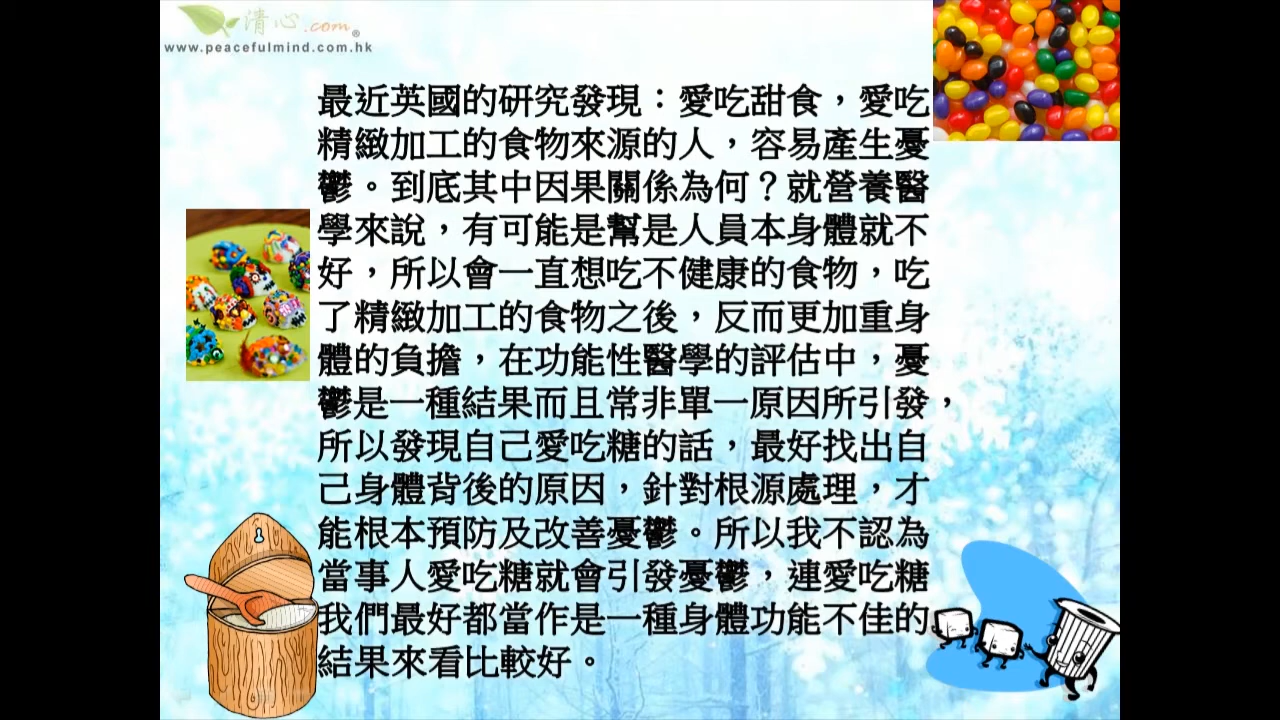 清心.com®
www.peacefulmind.com.hk
最近英國的研究發現：愛吃甜食，愛吃
精緻加工的食物來源的人，容易產生憂
鬱。到底其中因果關係為何？就營養醫
學來說，有可能是幫是人員本身體就不
好，所以會一直想吃不健康的食物，吃
了精緻加工的食物之後，反而更加重身
體的負擔，在功能性醫學的評估中，憂
鬱是一種結果而且常非單一原因所引發，
所以發現自己愛吃糖的話，最好找出自
己身體背後的原因，針對根源處理，才
能根本預防及改善憂鬱。所以我不認為
當事人愛吃糖就會引發憂鬱，連愛吃糖
我們最好都當作是一種身體功能不佳的
結果來看比較好。